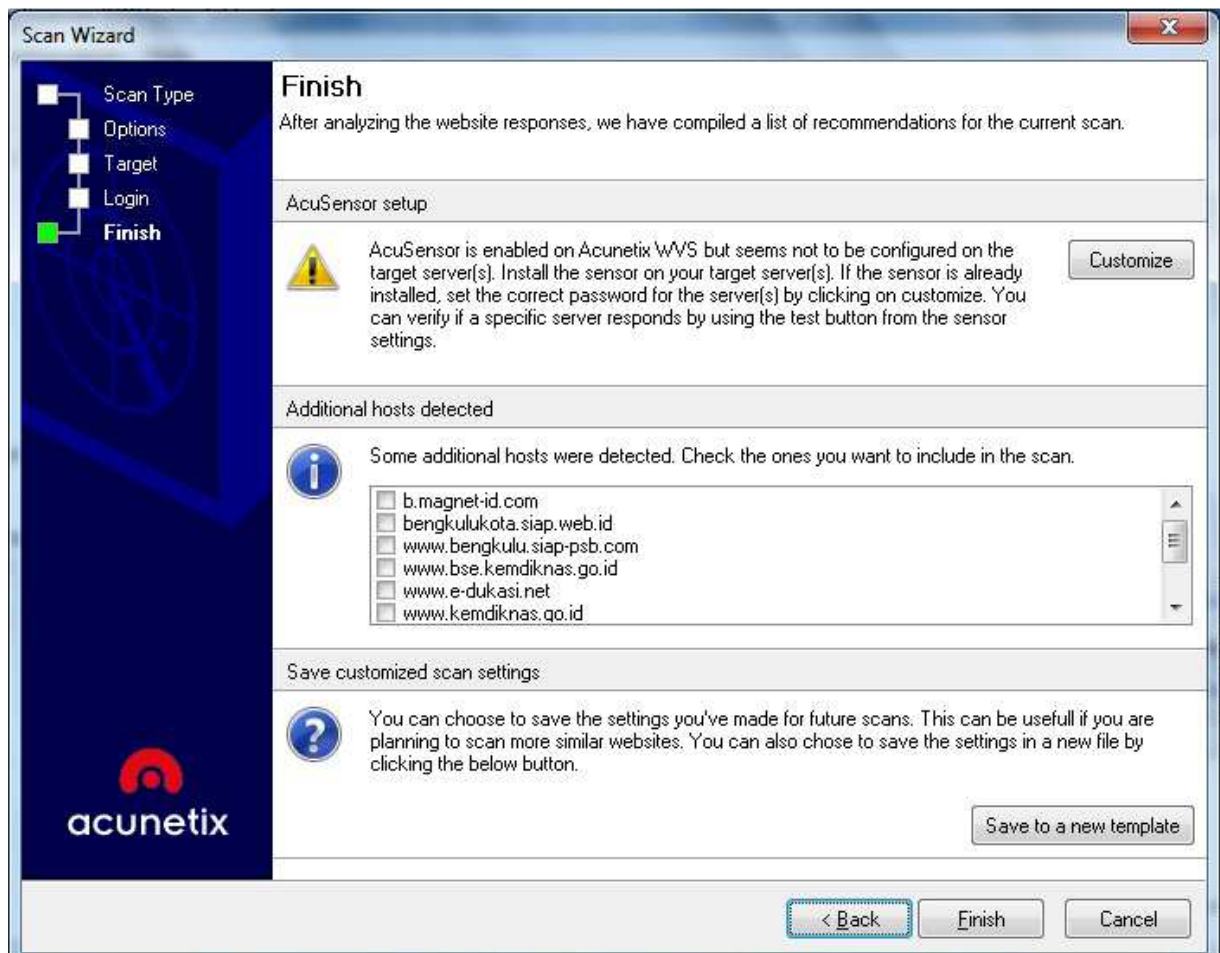 Scan Wizard
X
Scan Type
Options
Target
Login
Finish
acunetix
Finish
After analyzing the website responses, we have compiled a list of recommendations for the current scan.
AcuSensor setup
AcuSensor is enabled on Acunetix WVS but seems not to be configured on the
target server(s). Install the sensor on your target server(s). If the sensor is already
installed, set the correct password for the server(s) by clicking on customize. You
can verify if a specific server responds by using the test button from the sensor
settings.
Customize
Additional hosts detected
Some additional hosts were detected. Check the ones you want to include in the scan.
b.magnet-id.com
bengkulukota.siap.web.id
www.bengkulu.siap-psb.com
www.bse.kemdiknas.go.id
www.e-dukasi.net
www.kemdiknas.go.id
Save customized scan settings
You can choose to save the settings you've made for future scans. This can be usefull if you are
planning to scan more similar websites. You can also chose to save the settings in a new file by
clicking the below button.
Save to a new template
< Back
Finish
Cancel